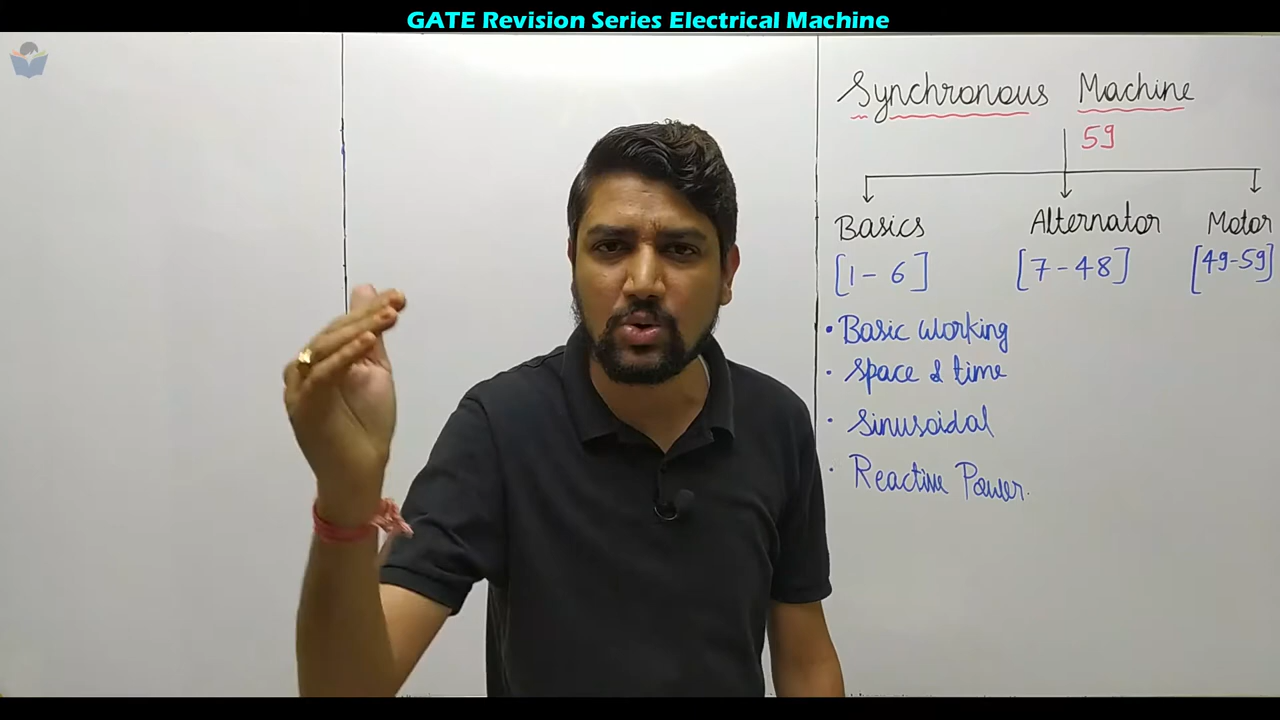 GATE Revision Series Electrical Machine
Synchronous Machine
59
Basics Alternator Motor
[1-6] [7-48] [49-59]
• Basic working
• Space & time
• Sinusoidal
• Reactive Power.